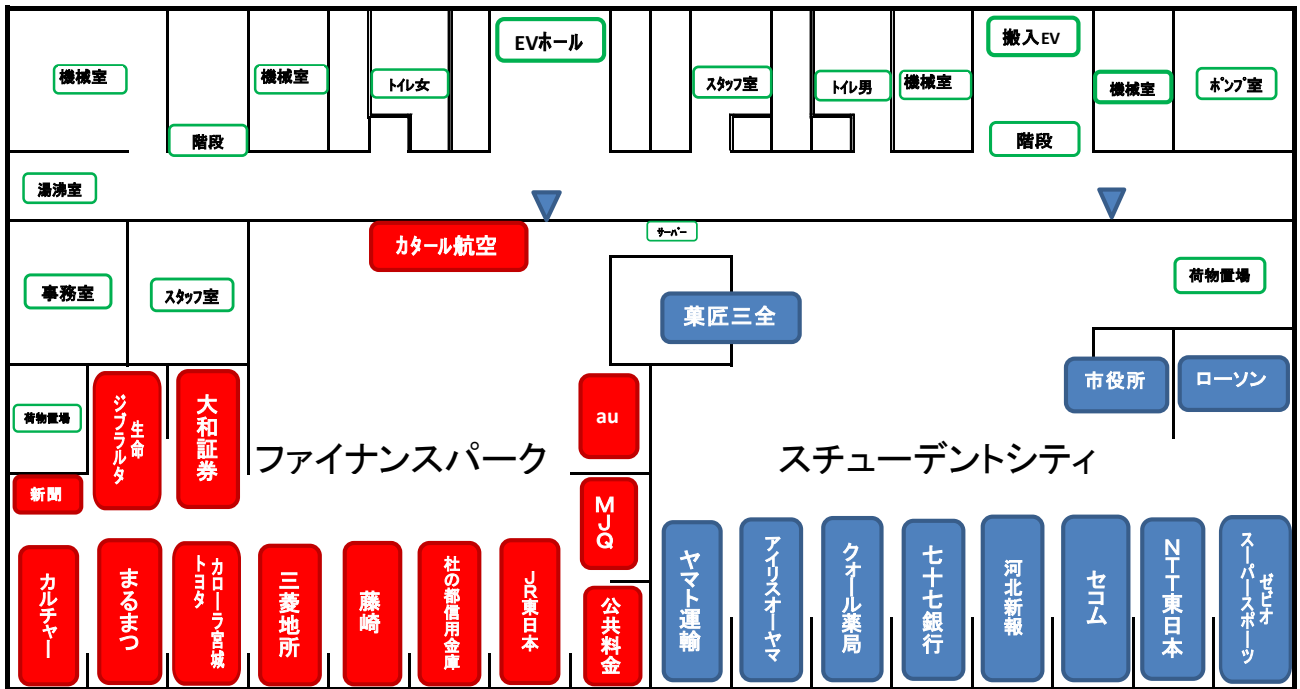 EVホール
搬入EV
機械室
機械室
トイレ女
スタッフ室
トイレ男
機械室
機械室
ポンプ室
階段
階段
湯沸室
カタール航空
サーバー
事務室
スタッフ室
荷物置場
菓匠三全
市役所
ローソン
荷物置場
ジブラルタ
生命
大和証券
au
ファイナンスパーク
スチューデントシティ
新聞
MJQ
カルチャー
まるまつ
カローラ宮城
トヨタ
三菱地所
藤崎
杜の都信用金庫
JR東日本
公共料金
ヤマト運輸
アイリスオーヤマ
クオール薬局
七十七銀行
河北新報
セコム
NTT東日本
スーパースポーツ
ゼビオ